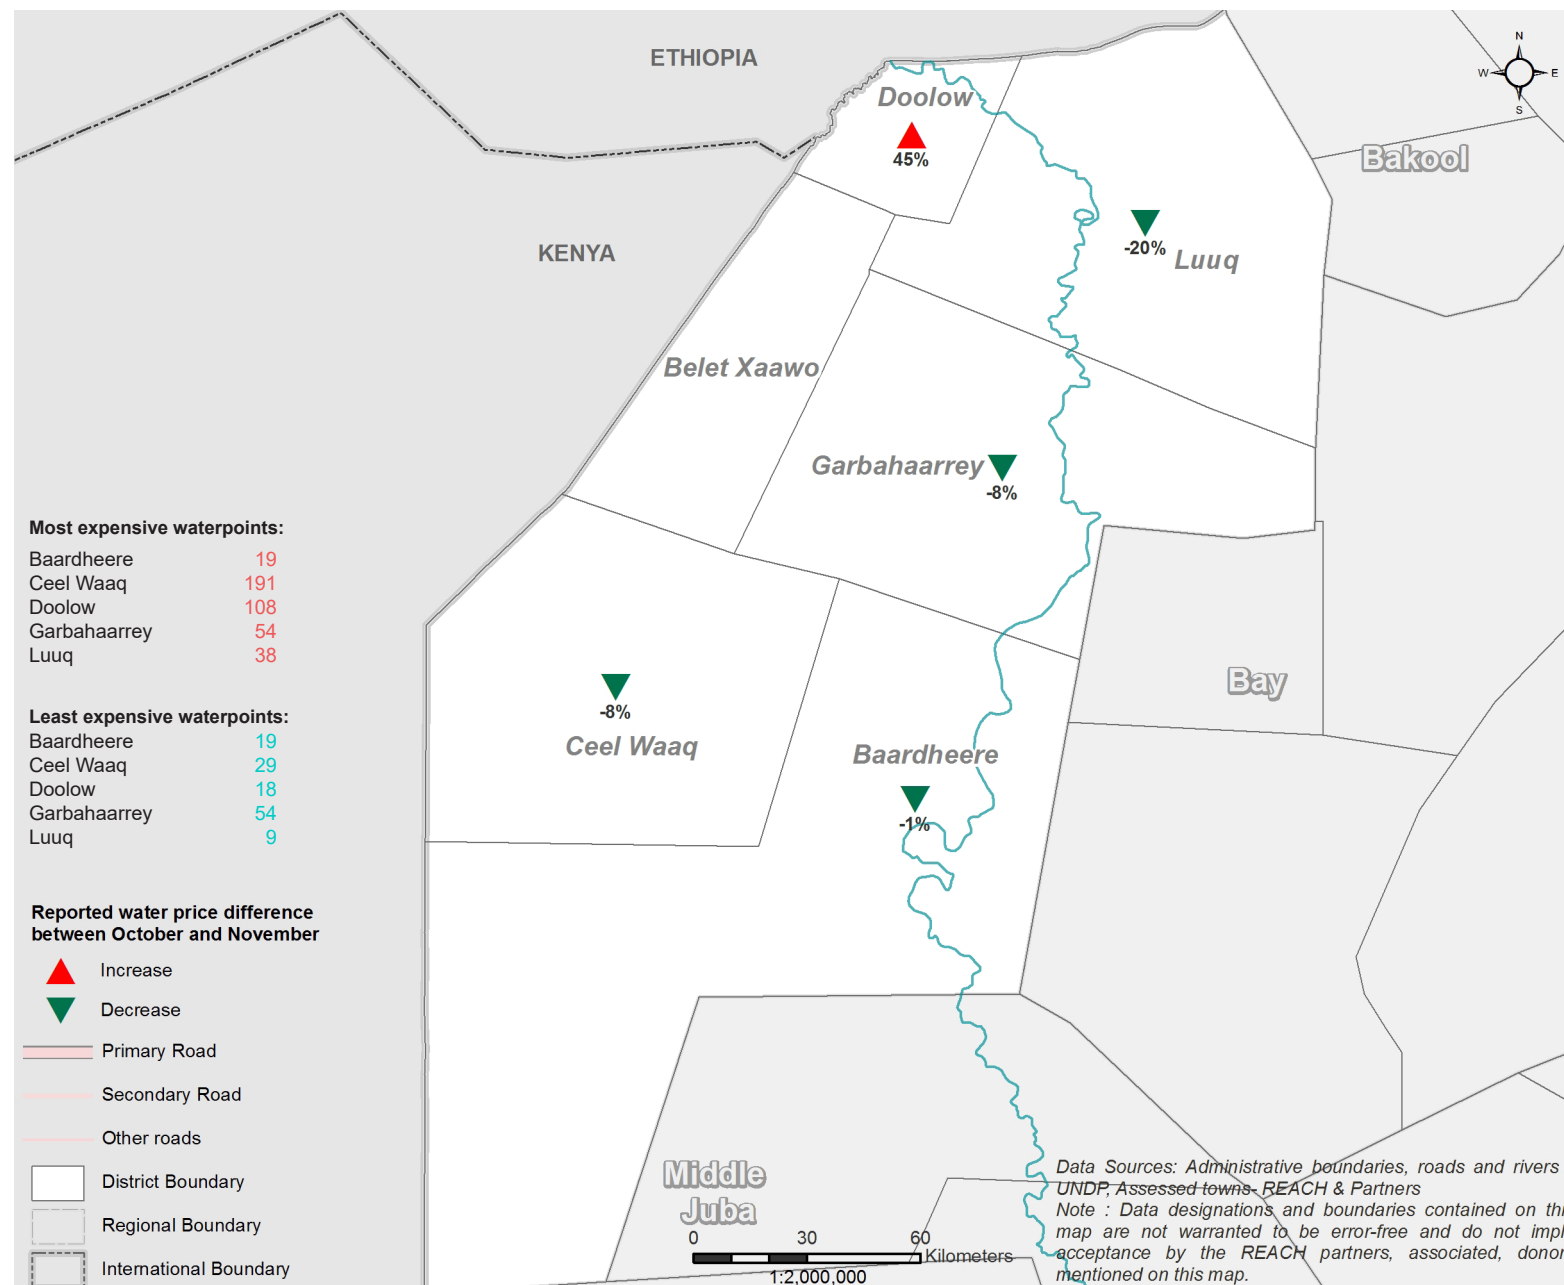 ETHIOPIA
N
W E
S
Doolow
45%
Bakool
KENYA
-20%
Luuq
Belet Xaawo
Garbahaarrey
-8%
Most expensive waterpoints:
Baardheere 19
Ceel Waaq 191
Doolow 108
Garbahaarrey 54
Luuq 38
Bay
-8%
Ceel Waaq
Baardheere
-1%
Least expensive waterpoints:
Baardheere 19
Ceel Waaq 29
Doolow 18
Garbahaarrey 54
Luuq 9
Reported water price difference
between October and November
Increase
Decrease
Primary Road
Secondary Road
Other roads
District Boundary
Regional Boundary
International Boundary
Middle
Juba
0 30 60
Kilometers
1:2,000,000
Data Sources: Administrative boundaries, roads and rivers
UNDP, Assessed towns- REACH & Partners
Note : Data designations and boundaries contained on thi
map are not warranted to be error-free and do not impl
acceptance by the REACH partners, associated, donor
mentioned on this map.